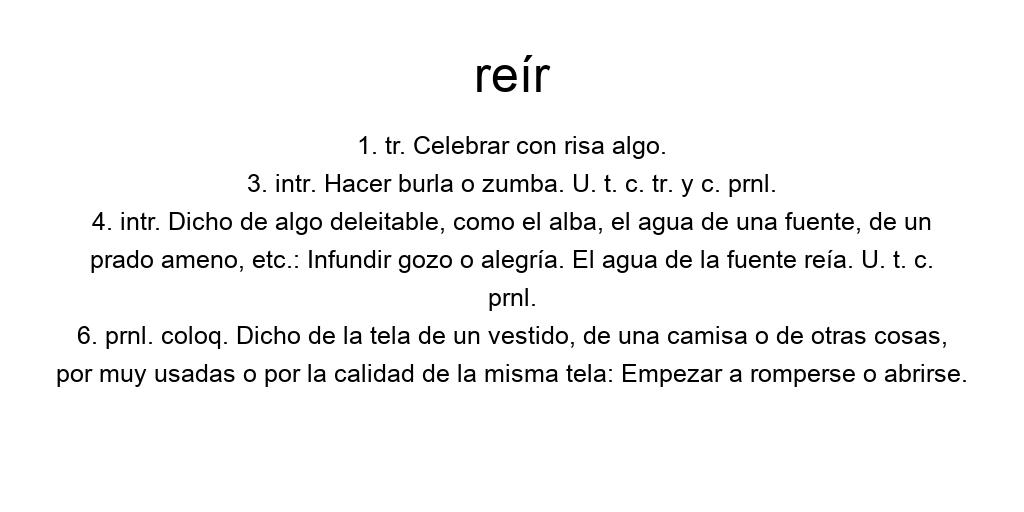 reír
1. tr. Celebrar con risa algo.
3. intr. Hacer burla o zumba. U. t. c. tr. y c. prnl.
4. intr. Dicho de algo deleitable, como el alba, el agua de una fuente, de un
prado ameno, etc.: Infundir gozo o alegría. El agua de la fuente reía. U. t. c.
prnl.
6. prnl. coloq. Dicho de la tela de un vestido, de una camisa o de otras cosas,
por muy usadas o por la calidad de la misma tela: Empezar a romperse o abrirse.